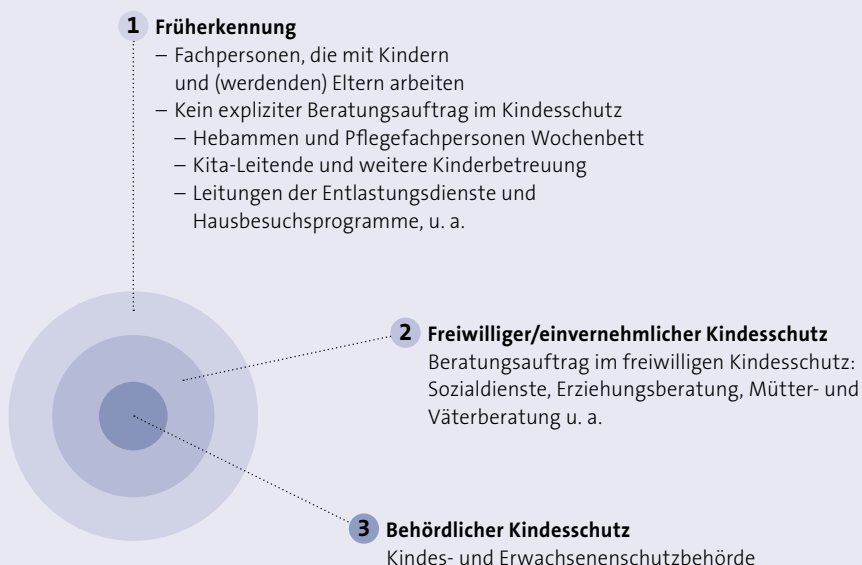 1 Früherkennung
– Fachpersonen, die mit Kindern
und (werdenden) Eltern arbeiten
– Kein expliziter Beratungsauftrag im Kindesschutz
– Hebammen und Pflegefachpersonen Wochenbett
– Kita-Leitende und weitere Kinderbetreuung
– Leitungen der Entlastungsdienste und
Hausbesuchsprogramme, u. a.
2 Freiwilliger/einvernehmlicher Kindesschutz
Beratungsauftrag im freiwilligen Kindesschutz:
Sozialdienste, Erziehungsberatung, Mütter- und
Väterberatung u. a.
3 Behördlicher Kindesschutz
Kindes- und Erwachsenenschutzbehörde